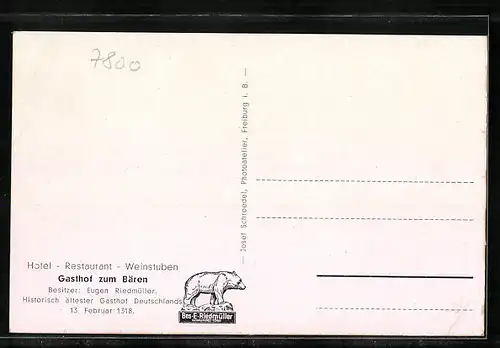 7800
Hotel - Restaurant - Weinstuben
Gasthof zum Bären
Besitzer: Eugen Riedmüller.
Historisch ältester Gasthof Deutschlands
13. Februar 1318.
Bes·E·Riedmüller
— Josef Schroedel, Photoatelier, Freiburg i. B. —